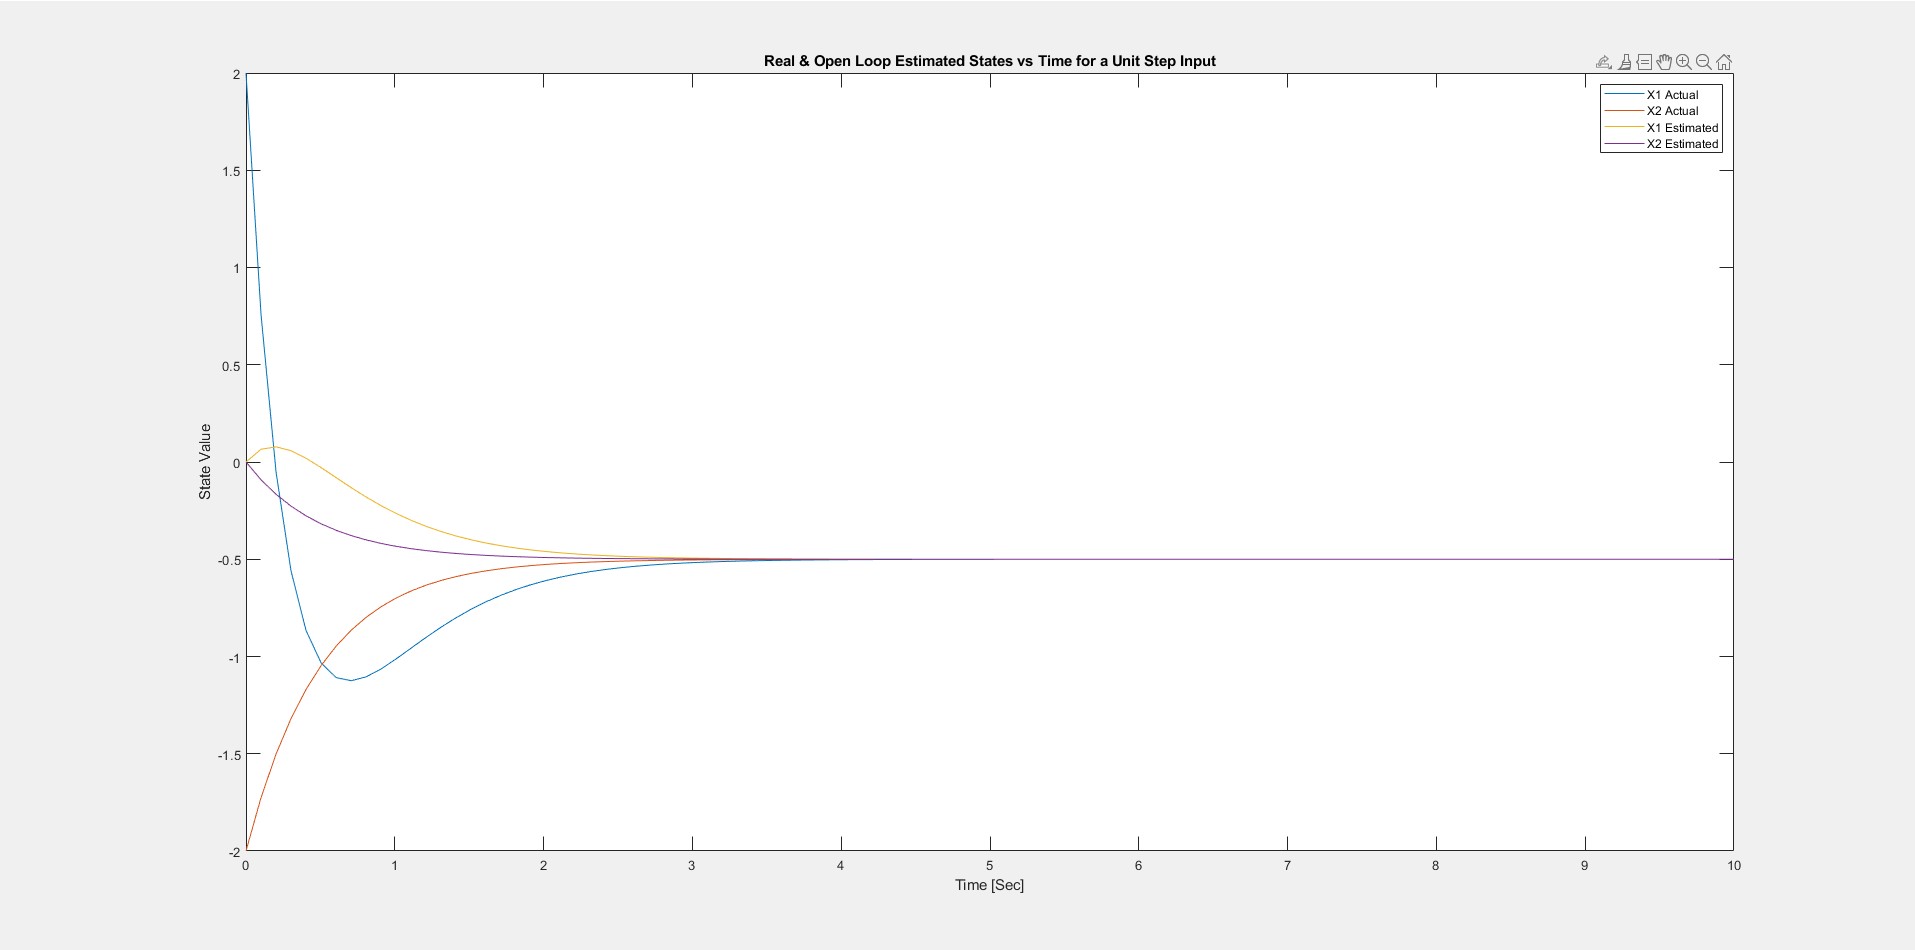 Real & Open Loop Estimated States vs Time for a Unit Step Input
X1 Actual
X2 Actual
X1 Estimated
X2 Estimated
State Value
2
1.5
1
0.5
0
-0.5
-1
-1.5
-2
0 1 2 3 4 5 6 7 8 9 10
Time [Sec]